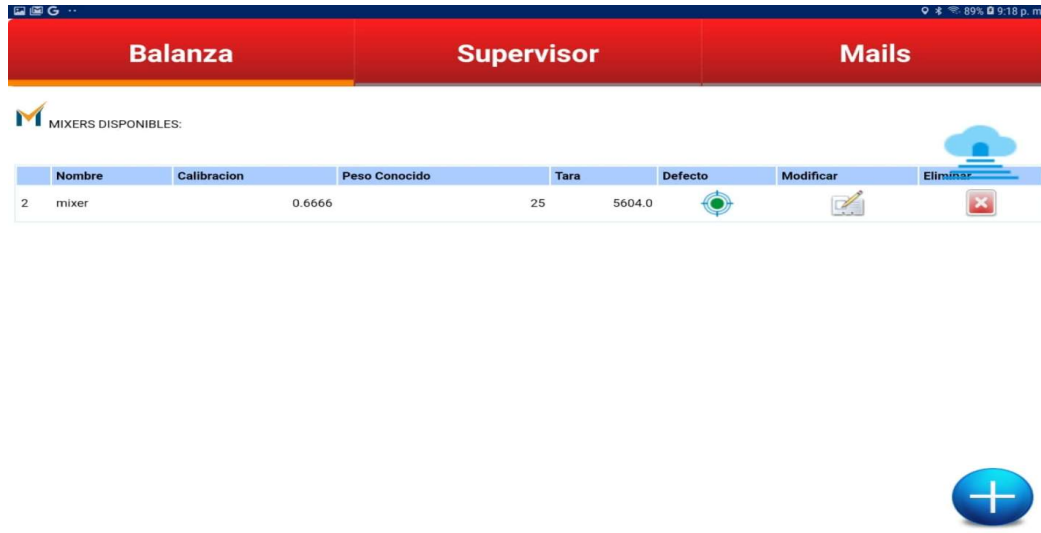 G ·· 89% 9:18 p. m
Balanza Supervisor Mails
MIXERS DISPONIBLES:
Nombre Calibracion Peso Conocido Tara Defecto Modificar Eliminar
2 mixer 0.6666 25 5604.0